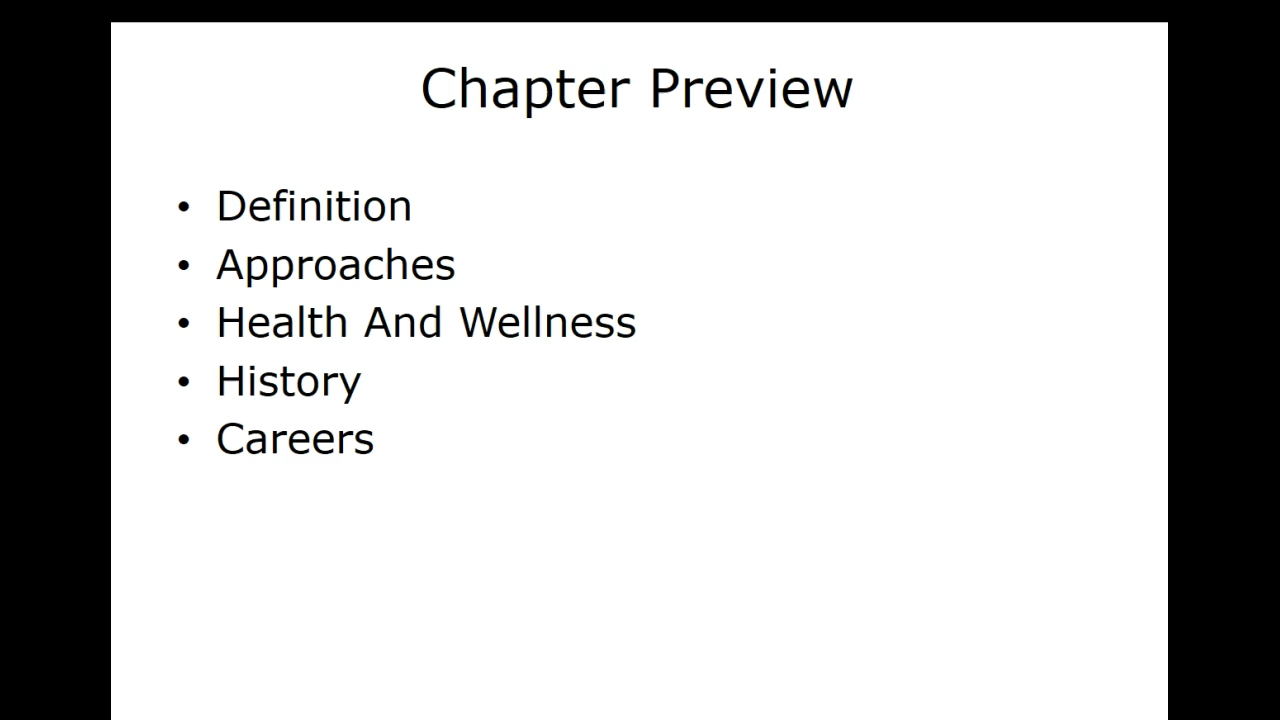 Chapter Preview
• Definition
• Approaches
• Health And Wellness
• History
• Careers